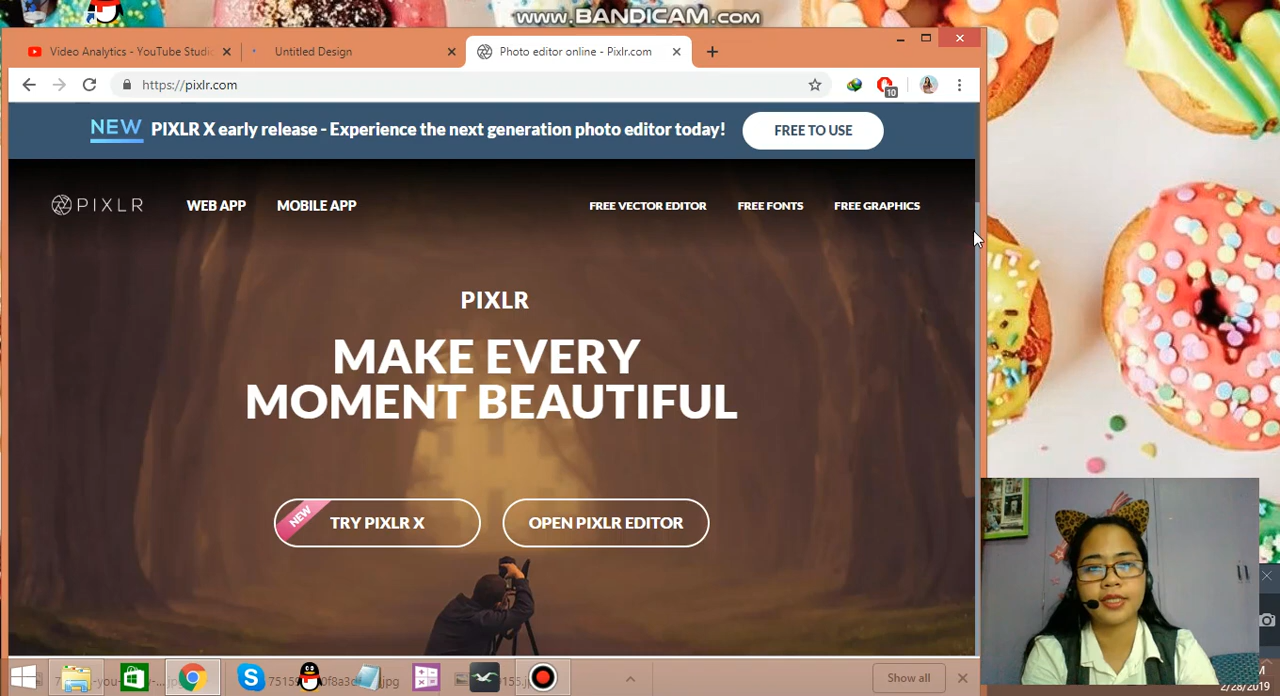 www.BANDICAM.com
Video Analytics - YouTube Studi
Untitled Design
Photo editor online - Pixlr.com
https://pixlr.com
10
NEW PIXLR X early release - Experience the next generation photo editor today! FREE TO USE
PIXLR WEB APP MOBILE APP FREE VECTOR EDITOR FREE FONTS FREE GRAPHICS
PIXLR
MAKE EVERY
MOMENT BEAUTIFUL
NEW TRY PIXLR X OPEN PIXLR EDITOR
Show all
2/28/2019